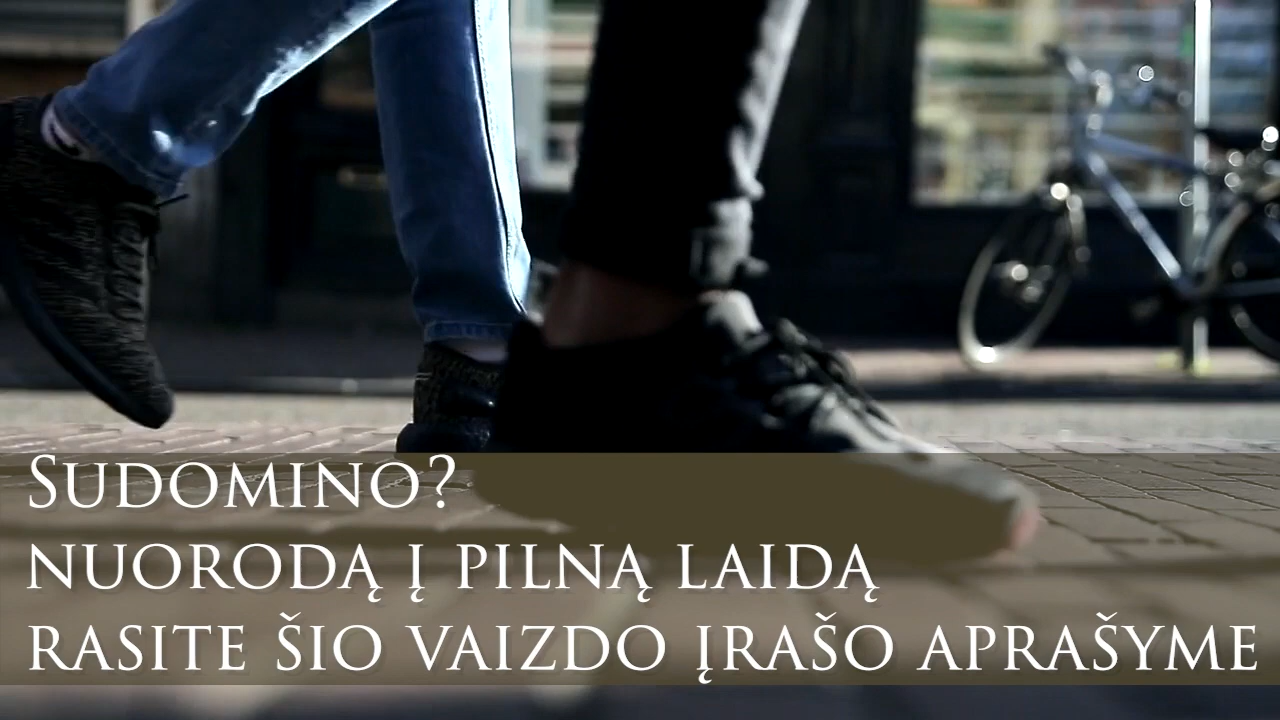 Sudomino?
nuorodą į pilną laidą
rasite šio vaizdo įrašo aprašyme